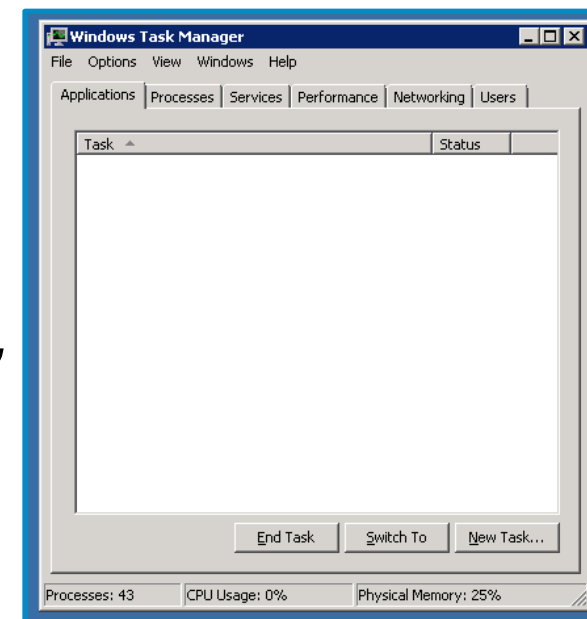 Windows Task Manager
File Options View Windows Help
Applications Processes Services Performance Networking Users
Task Status
End Task Switch To New Task...
Processes: 43 CPU Usage: 0% Physical Memory: 25%